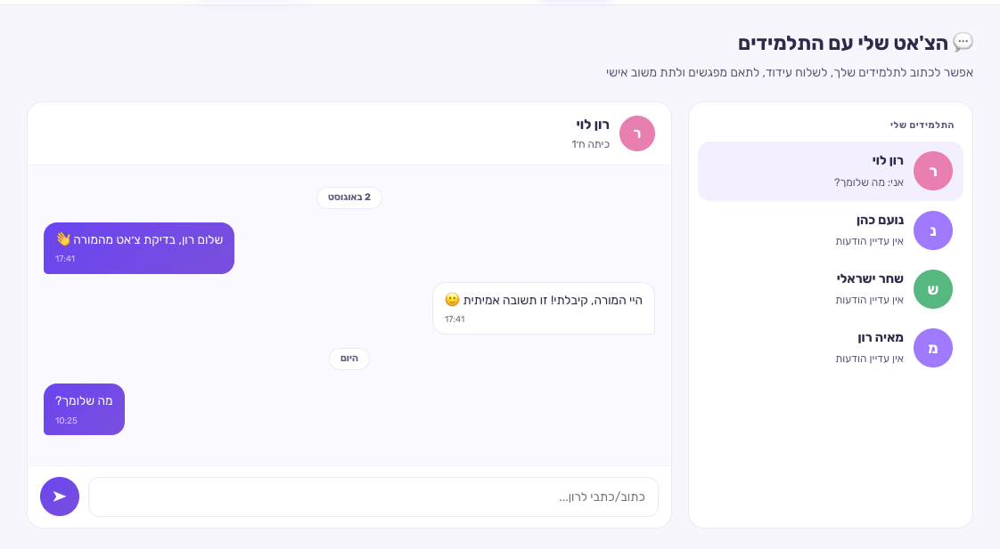 💬 הצ'אט שלי עם התלמידים
אפשר לכתוב לתלמידים שלך, לשלוח עידוד, לתאם מפגשים ולתת משוב אישי
התלמידים שלי
ר
רון לוי
אני: מה שלומך?
נ
נועם כהן
אין עדיין הודעות
ש
שחר ישראלי
אין עדיין הודעות
מ
מאיה רון
אין עדיין הודעות
ר
רון לוי
כיתה ח׳1
2 באוגוסט
שלום רון, בדיקת צ׳אט מהמורה 👋
17:41
היי המורה, קיבלתי! זו תשובה אמיתית 🙂
17:41
היום
מה שלומך?
10:25
כתוב/כתבי לרון...